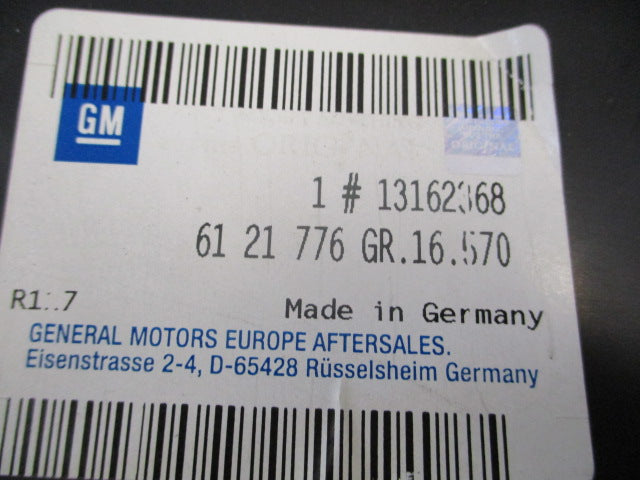 GM
ORIGINAL
1 # 13162368
61 21 776 GR.16.570
Made in Germany
GENERAL MOTORS EUROPE AFTERSALES.
Eisenstrasse 2-4, D-65428 Rüsselsheim Germany